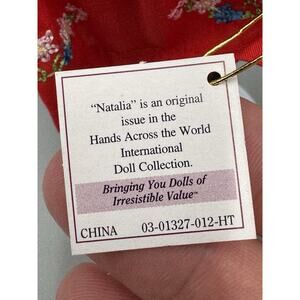 “Natalia” is an original
issue in the
Hands Across the World
International
Doll Collection.
Bringing You Dolls of
Irresistible Value™
CHINA 03-01327-012-HT